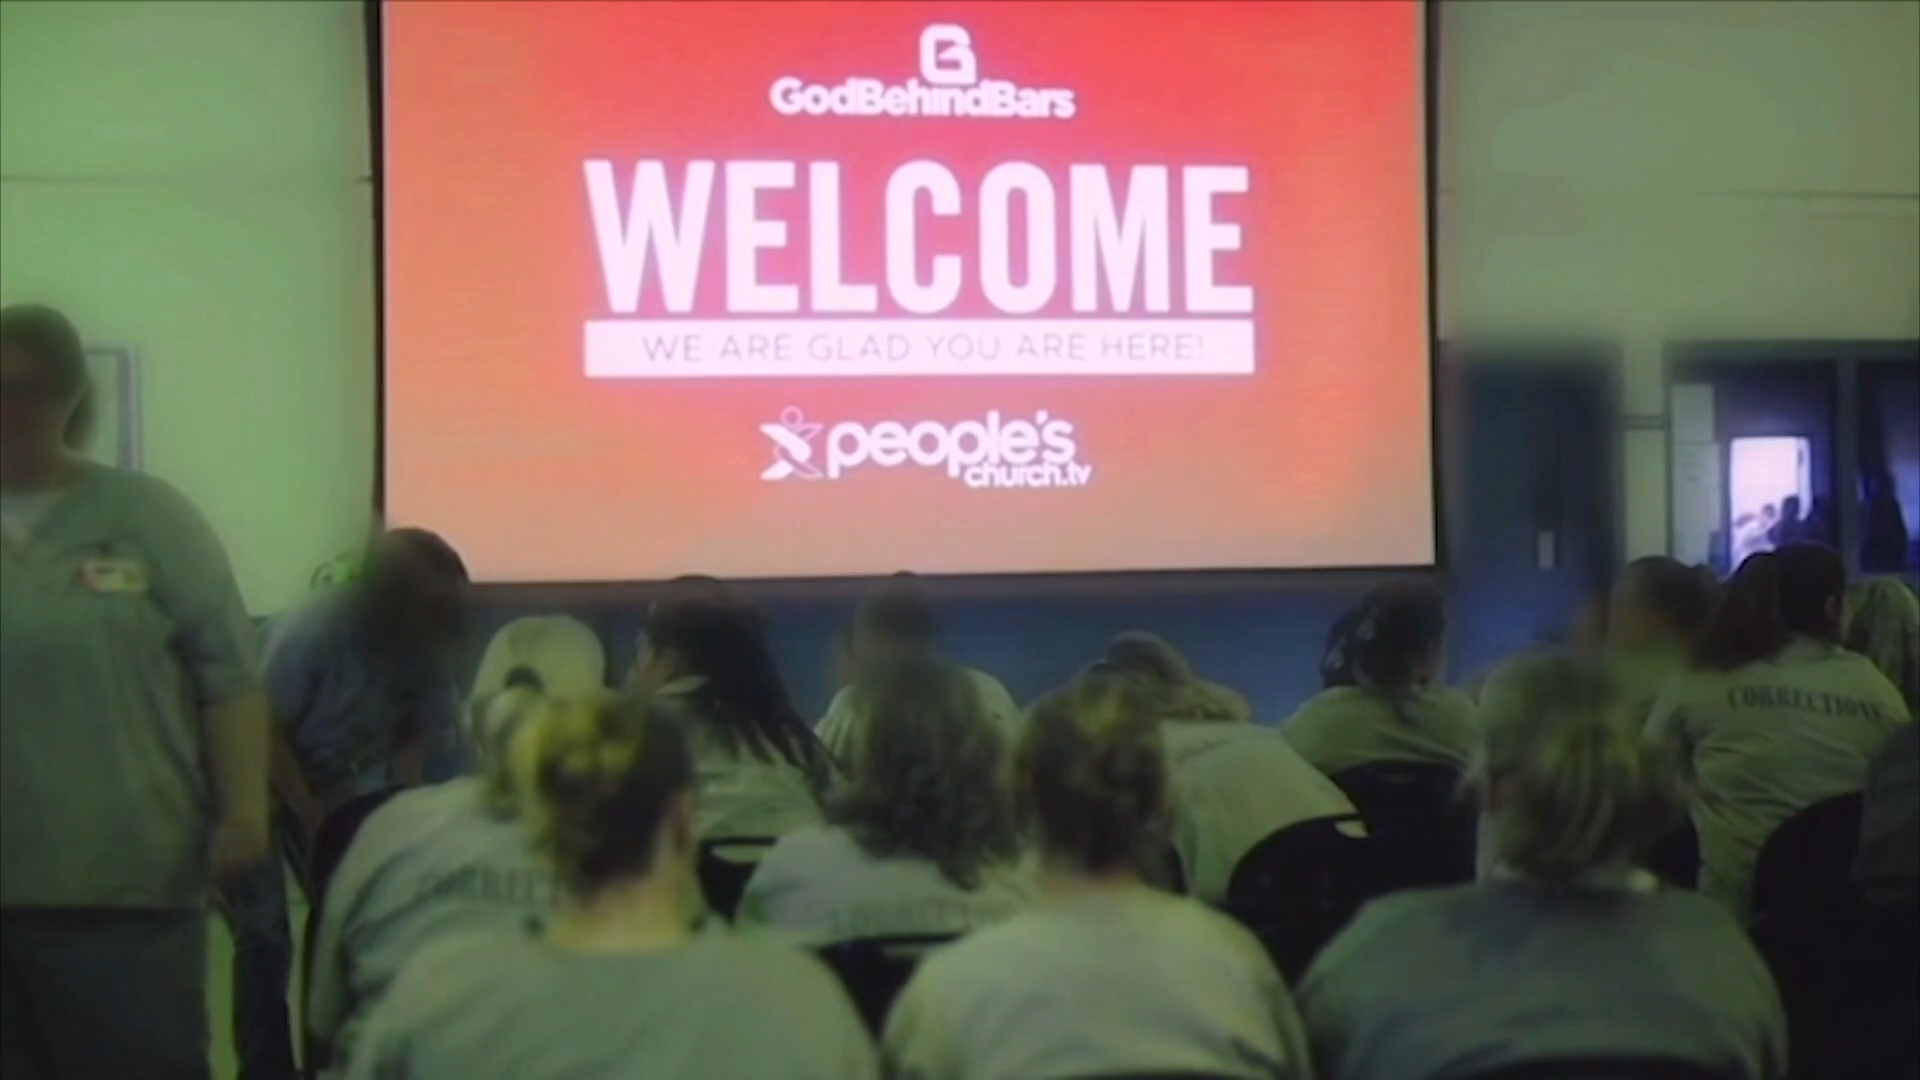 GodBehindBars
WELCOME
WE ARE GLAD YOU ARE HERE!
people's
church.tv
CORRECTIONS